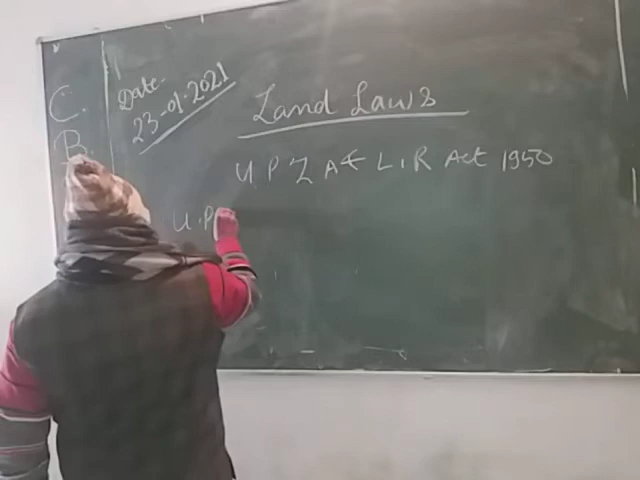 C.
B.
Date.
23-01-2021
Land Laws
U P Z A & L.R Act 1950
U.P